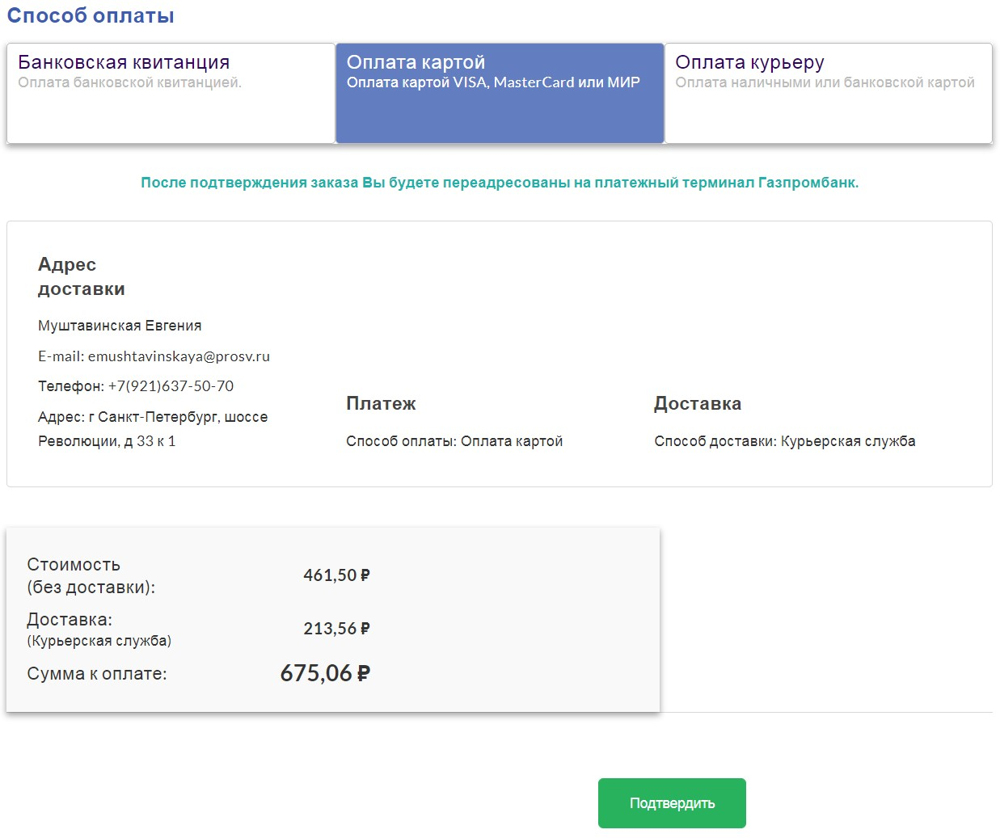 Способ оплаты
Банковская квитанция
Оплата банковской квитанцией.
Оплата картой
Оплата картой VISA, MasterCard или МИР
Оплата курьеру
Оплата наличными или банковской картой
После подтверждения заказа Вы будете переадресованы на платежный терминал Газпромбанк.
Адрес
доставки
Муштавинская Евгения
E-mail: emushtavinskaya@prosv.ru
Телефон: +7(921)637-50-70
Адрес: г Санкт-Петербург, шоссе
Революции, д 33 к 1
Платеж
Способ оплаты: Оплата картой
Доставка
Способ доставки: Курьерская служба
Стоимость
(без доставки):
461,50 ₽
Доставка:
(Курьерская служба)
213,56 ₽
Сумма к оплате:
675,06 ₽
Подтвердить